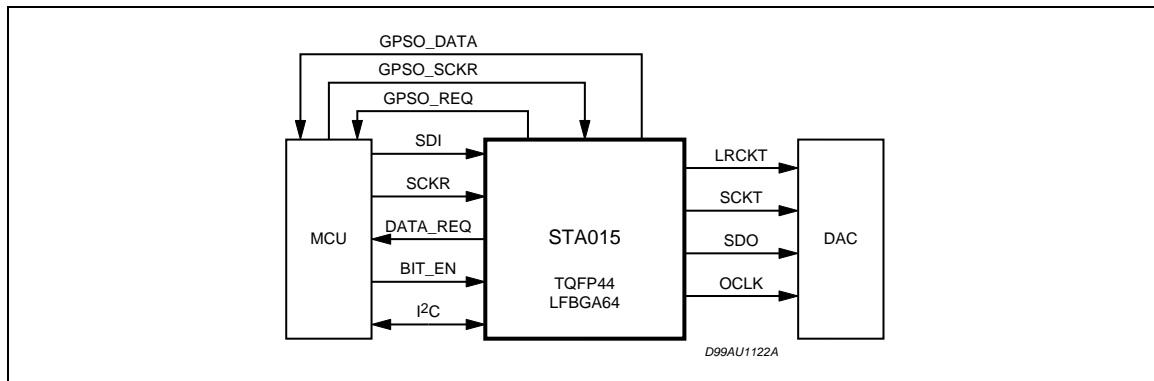 GPSO_DATA
GPSO_SCKR
GPSO_REQ
SDI
SCKR
DATA_REQ
BIT_EN
I²C
MCU
STA015
TQFP44
LFBGA64
LRCKT
SCKT
SDO
OCLK
DAC
D99AU1122A